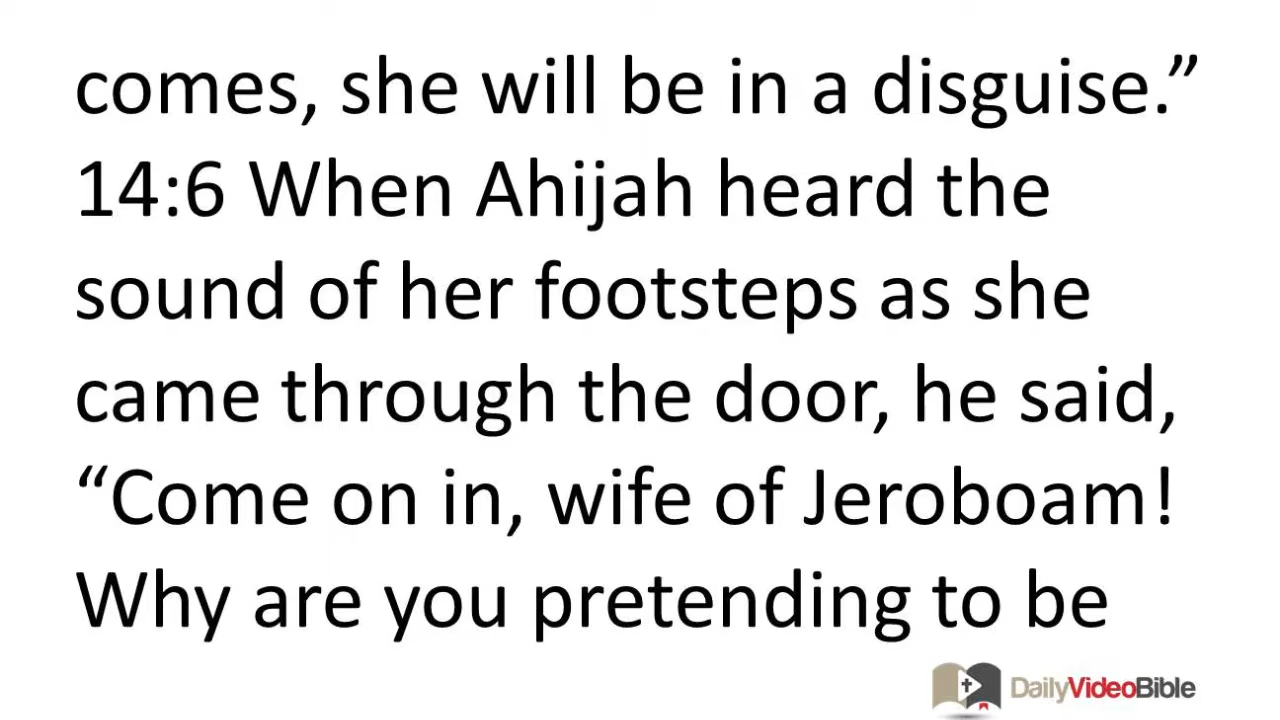 comes, she will be in a disguise.”
14:6 When Ahijah heard the
sound of her footsteps as she
came through the door, he said,
“Come on in, wife of Jeroboam!
Why are you pretending to be
DailyVideoBible